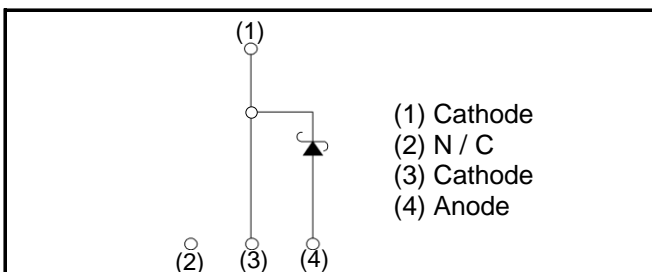 (1)
(1) Cathode
(2) N / C
(3) Cathode
(4) Anode
(2) (3) (4)